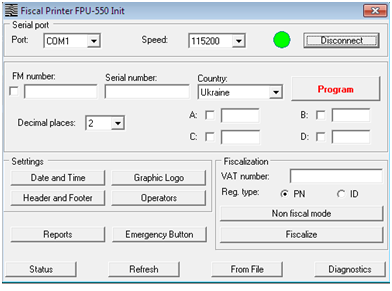 Fiscal Printer FPU-550 Init
Serial port
Port: COM1 Speed: 115200 Disconnect
FM number: Serial number: Country:
Ukraine Program
Decimal places: 2 A: B:
C: D:
Settings Fiscalization
Date and Time Graphic Logo VAT number:
Header and Footer Operators Reg. type: PN ID
Non fiscal mode
Reports Emergency Button Fiscalize
Status Refresh From File Diagnostics